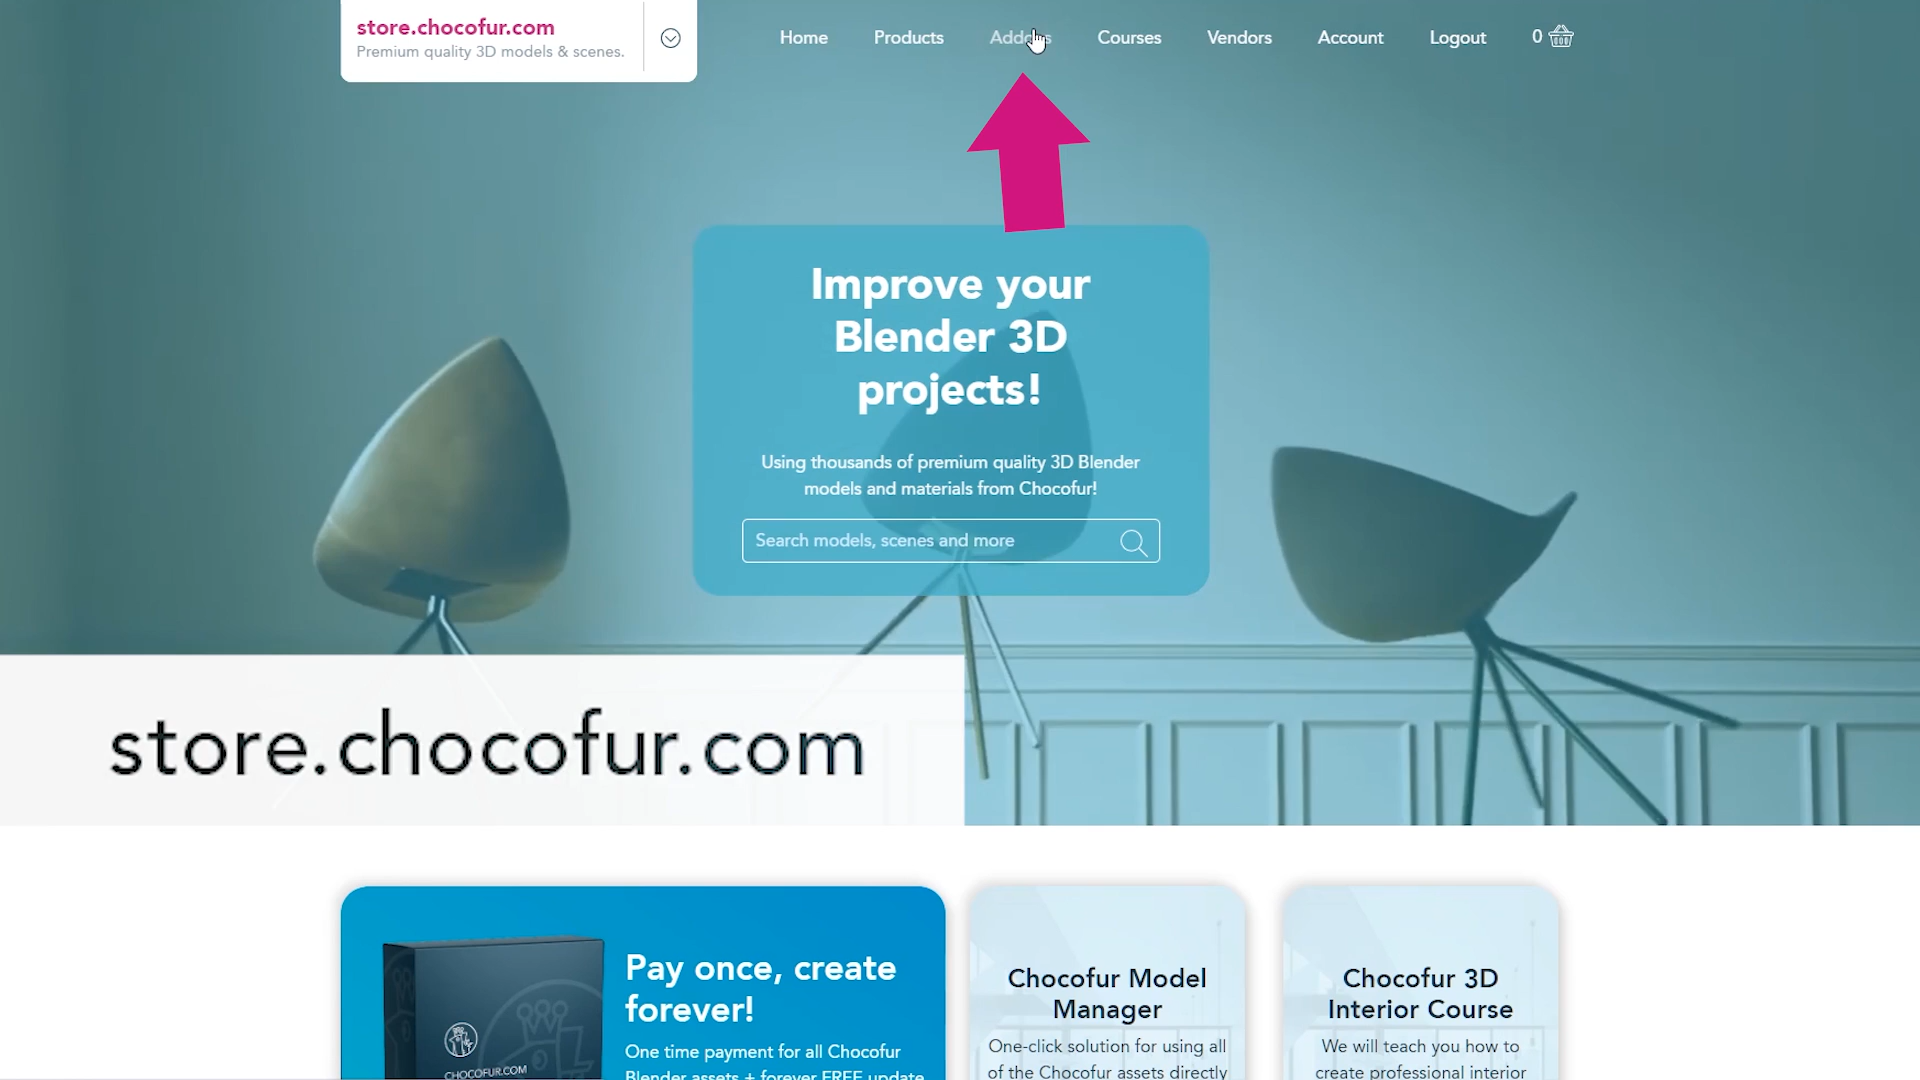 store.chocofur.com
Premium quality 3D models & scenes.
Home Products Courses Vendors Account Logout 0
Improve your
Blender 3D
projects!
Using thousands of premium quality 3D Blender
models and materials from Chocofur!
Search models, scenes and more
store.chocofur.com
Pay once, create
forever!
One time payment for all Chocofur
Blender assets + forever FREE update
CHOCOFUR.COM
Chocofur Model
Manager
One-click solution for using all
of the Chocofur assets directly
Chocofur 3D
Interior Course
We will teach you how to
create professional interior